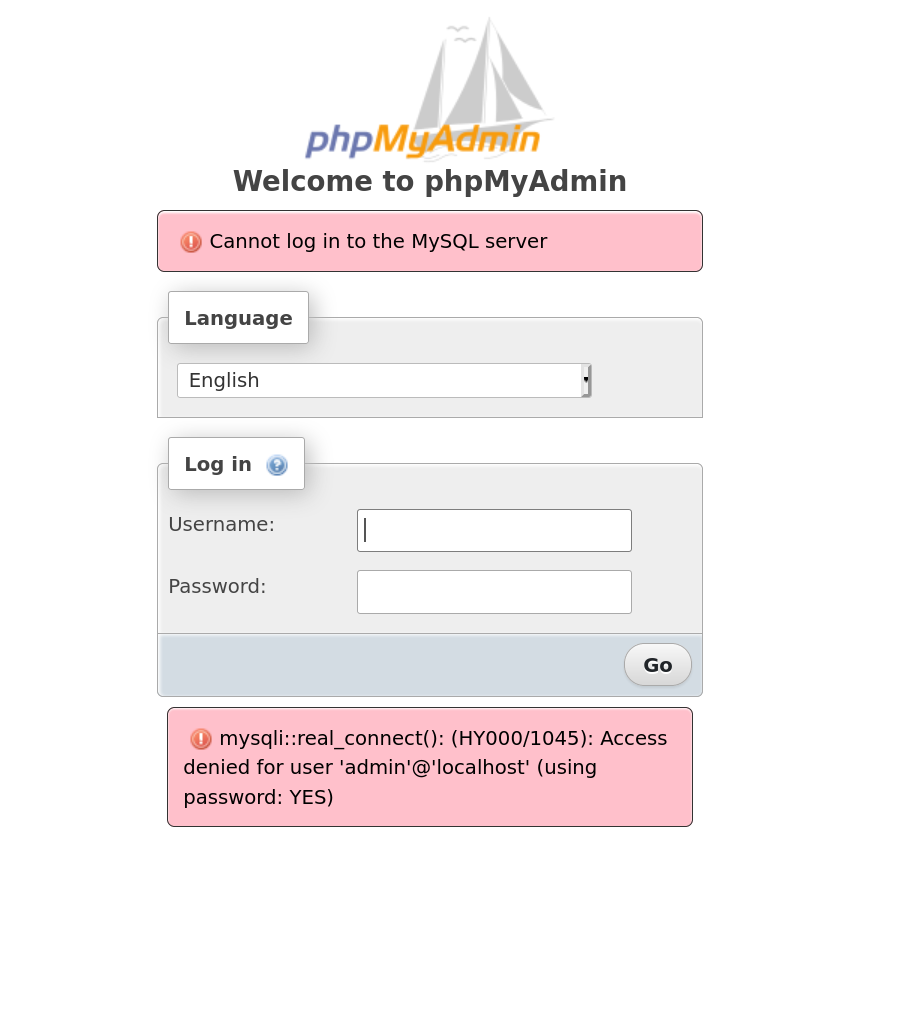 phpMyAdmin
Welcome to phpMyAdmin
Cannot log in to the MySQL server
Language
English
Log in
Username:
Password:
Go
mysqli::real_connect(): (HY000/1045): Access
denied for user 'admin'@'localhost' (using
password: YES)